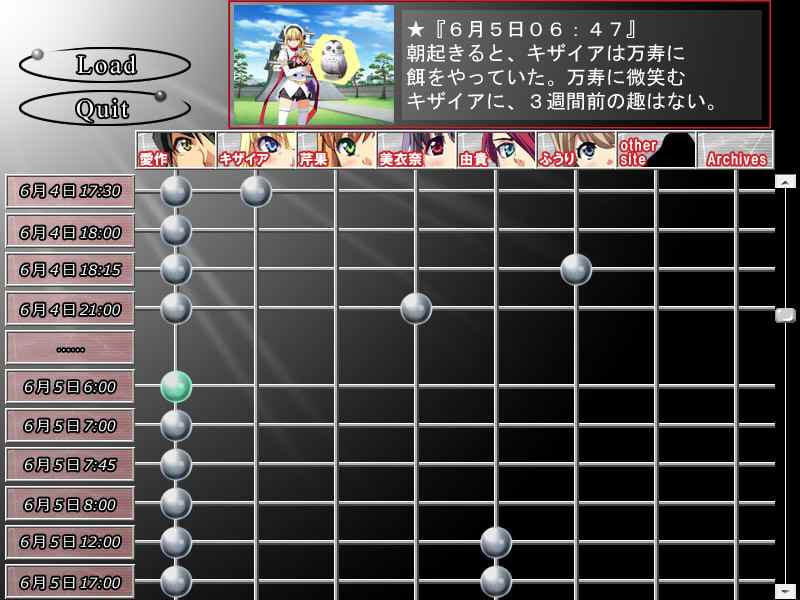 Load
Quit
★『６月５日０６：４７』
朝起きると、キザイアは万寿に
餌をやっていた。万寿に微笑む
キザイアに、３週間前の趣はない。
愛作
キザイア
芹果
美衣奈
由貴
ふうり
other site
Archives
6月4日17:30
6月4日18:00
6月4日18:15
6月4日21:00
......
6月5日6:00
6月5日7:00
6月5日7:45
6月5日8:00
6月5日12:00
6月5日17:00